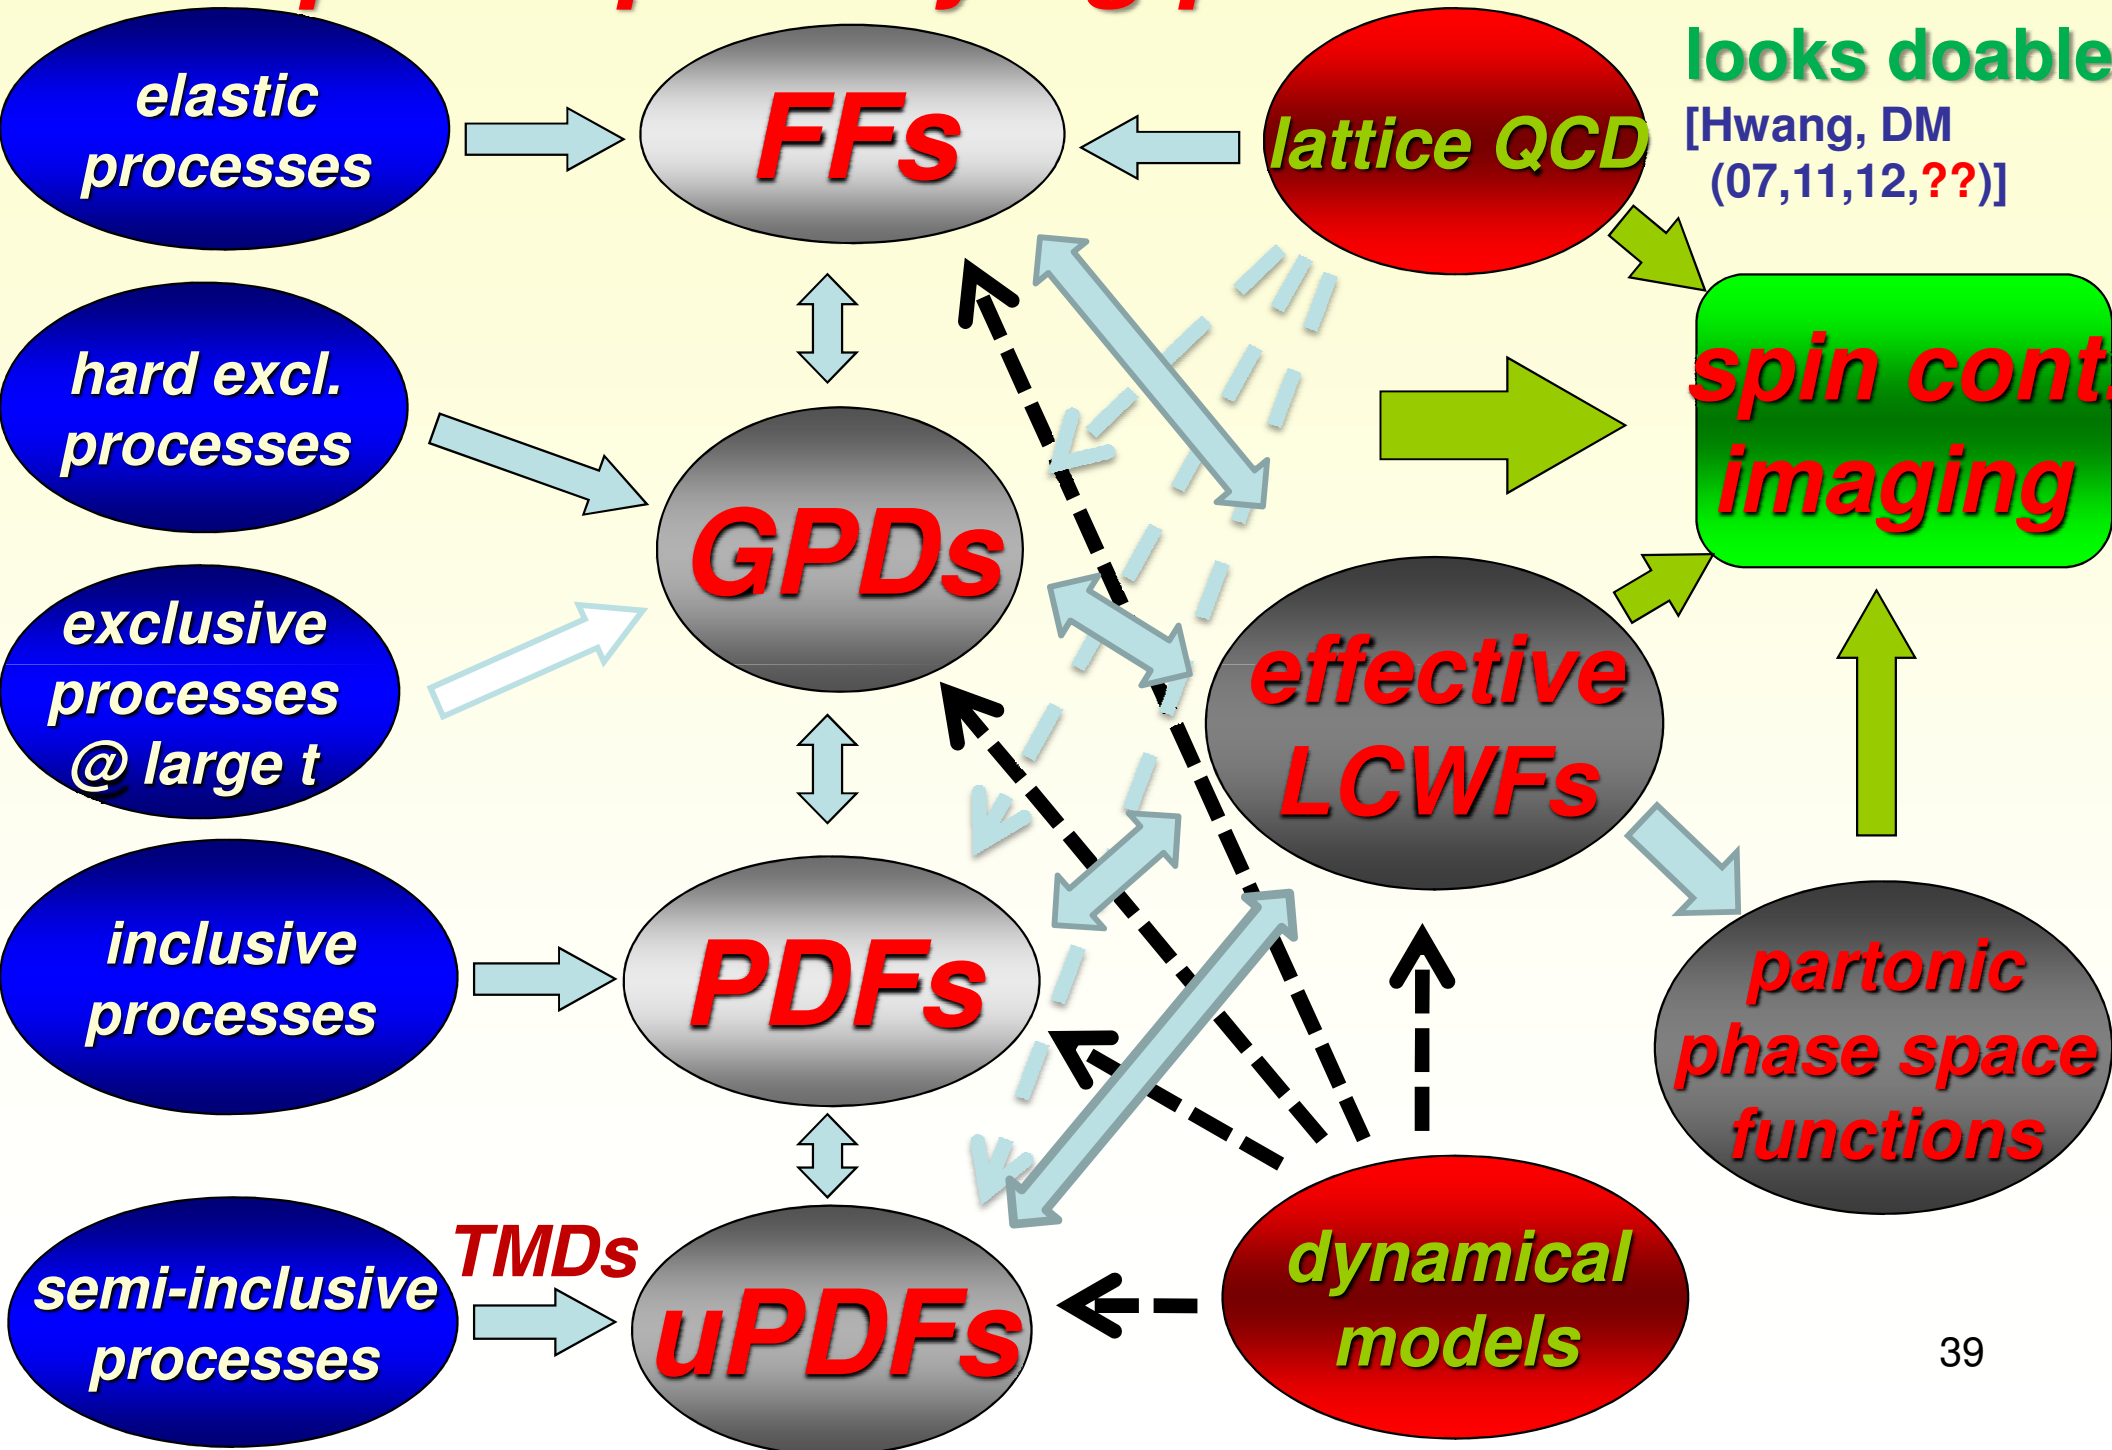 elastic
processes
FFs
lattice QCD
looks doable
[Hwang, DM
(07,11,12,??)]
hard excl.
processes
spin cont.
imaging
GPDs
exclusive
processes
@ large t
effective
LCWFs
inclusive
processes
PDFs
partonic
phase space
functions
semi-inclusive
processes
TMDs
uPDFs
dynamical
models
39